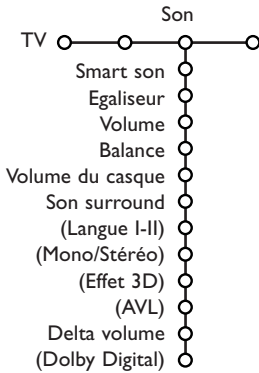 Son
TV
Smart son
Egaliseur
Volume
Balance
Volume du casque
Son surround
(Langue I-II)
(Mono/Stéréo)
(Effet 3D)
(AVL)
Delta volume
(Dolby Digital)